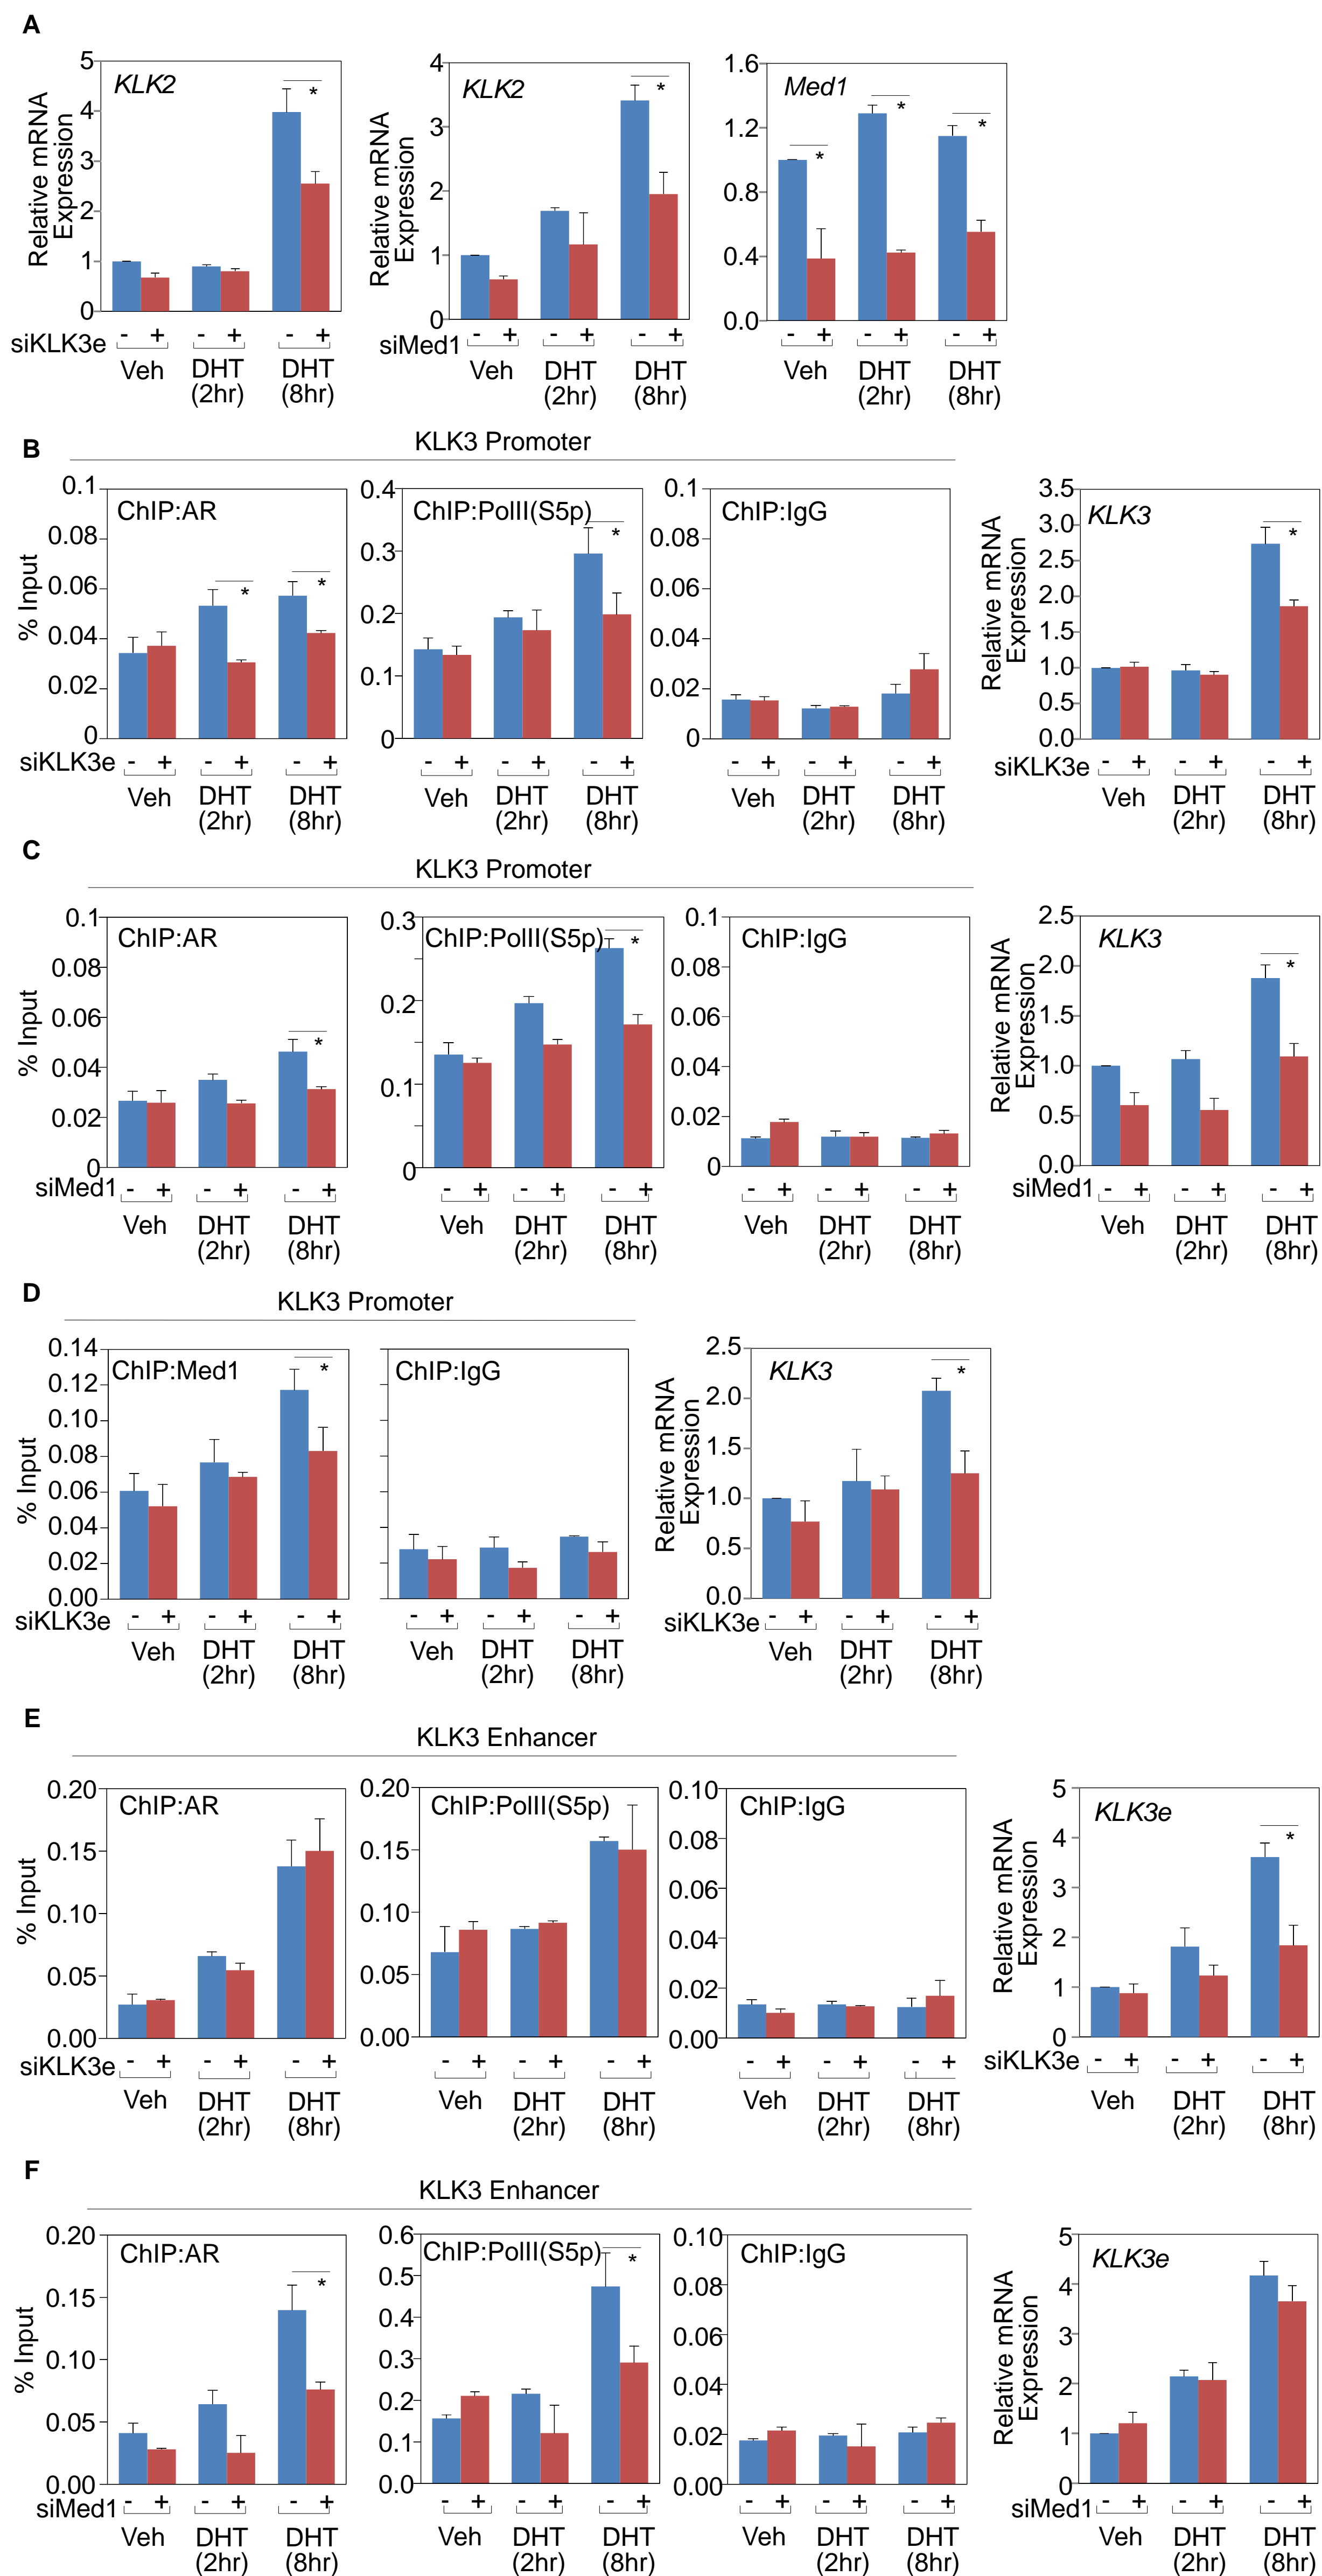 A
KLK2
KLK2
Med1
5
4
3
2
1
0
Relative mRNA
Expression
4
3
2
1
0
Relative mRNA
Expression
1.6
1.2
0.8
0.4
0.0
* * * * *
siKLK3e - + - + - +
Veh DHT (2hr) DHT (8hr)
siMed1 - + - + - +
Veh DHT (2hr) DHT (8hr)
- + - + - +
Veh DHT (2hr) DHT (8hr)
B
KLK3 Promoter
% Input
ChIP:AR
0.1
0.08
0.06
0.04
0.02
0
* *
siKLK3e - + - + - +
Veh DHT (2hr) DHT (8hr)
ChIP:PolII(S5p)
0.4
0.3
0.2
0.1
0
*
- + - + - +
Veh DHT (2hr) DHT (8hr)
ChIP:IgG
0.1
0.08
0.06
0.04
0.02
0
- + - + - +
Veh DHT (2hr) DHT (8hr)
Relative mRNA
Expression
KLK3
3.5
3.0
2.5
2.0
1.5
1.0
0.5
0.0
*
siKLK3e - + - + - +
Veh DHT (2hr) DHT (8hr)
C
KLK3 Promoter
% Input
ChIP:AR
0.1
0.08
0.06
0.04
0.02
0
*
siMed1 - + - + - +
Veh DHT (2hr) DHT (8hr)
ChIP:PolII(S5p)
0.3
0.2
0.1
0
*
- + - + - +
Veh DHT (2hr) DHT (8hr)
ChIP:IgG
0.1
0.08
0.06
0.04
0.02
0
- + - + - +
Veh DHT (2hr) DHT (8hr)
Relative mRNA
Expression
KLK3
2.5
2.0
1.5
1.0
0.5
0.0
*
siMed1 - + - + - +
Veh DHT (2hr) DHT (8hr)
D
KLK3 Promoter
% Input
ChIP:Med1
0.14
0.12
0.10
0.08
0.06
0.04
0.02
0.00
*
siKLK3e - + - + - +
Veh DHT (2hr) DHT (8hr)
ChIP:IgG
- + - + - +
Veh DHT (2hr) DHT (8hr)
Relative mRNA
Expression
KLK3
2.5
2.0
1.5
1.0
0.5
0.0
*
siKLK3e - + - + - +
Veh DHT (2hr) DHT (8hr)
E
KLK3 Enhancer
% Input
ChIP:AR
0.20
0.15
0.10
0.05
0.00
siKLK3e - + - + - +
Veh DHT (2hr) DHT (8hr)
ChIP:PolII(S5p)
0.20
0.15
0.10
0.05
0.00
- + - + - +
Veh DHT (2hr) DHT (8hr)
ChIP:IgG
0.10
0.08
0.06
0.04
0.02
0.00
- + - + - +
Veh DHT (2hr) DHT (8hr)
Relative mRNA
Expression
KLK3e
5
4
3
2
1
0
*
siKLK3e - + - + - +
Veh DHT (2hr) DHT (8hr)
F
KLK3 Enhancer
% Input
ChIP:AR
0.20
0.15
0.10
0.05
0.00
*
siMed1 - + - + - +
Veh DHT (2hr) DHT (8hr)
ChIP:PolII(S5p)
0.6
0.5
0.4
0.3
0.2
0.1
0.0
*
- + - + - +
Veh DHT (2hr) DHT (8hr)
ChIP:IgG
0.10
0.08
0.06
0.04
0.02
0.00
- + - + - +
Veh DHT (2hr) DHT (8hr)
Relative mRNA
Expression
KLK3e
5
4
3
2
1
0
siMed1 - + - + - +
Veh DHT (2hr) DHT (8hr)